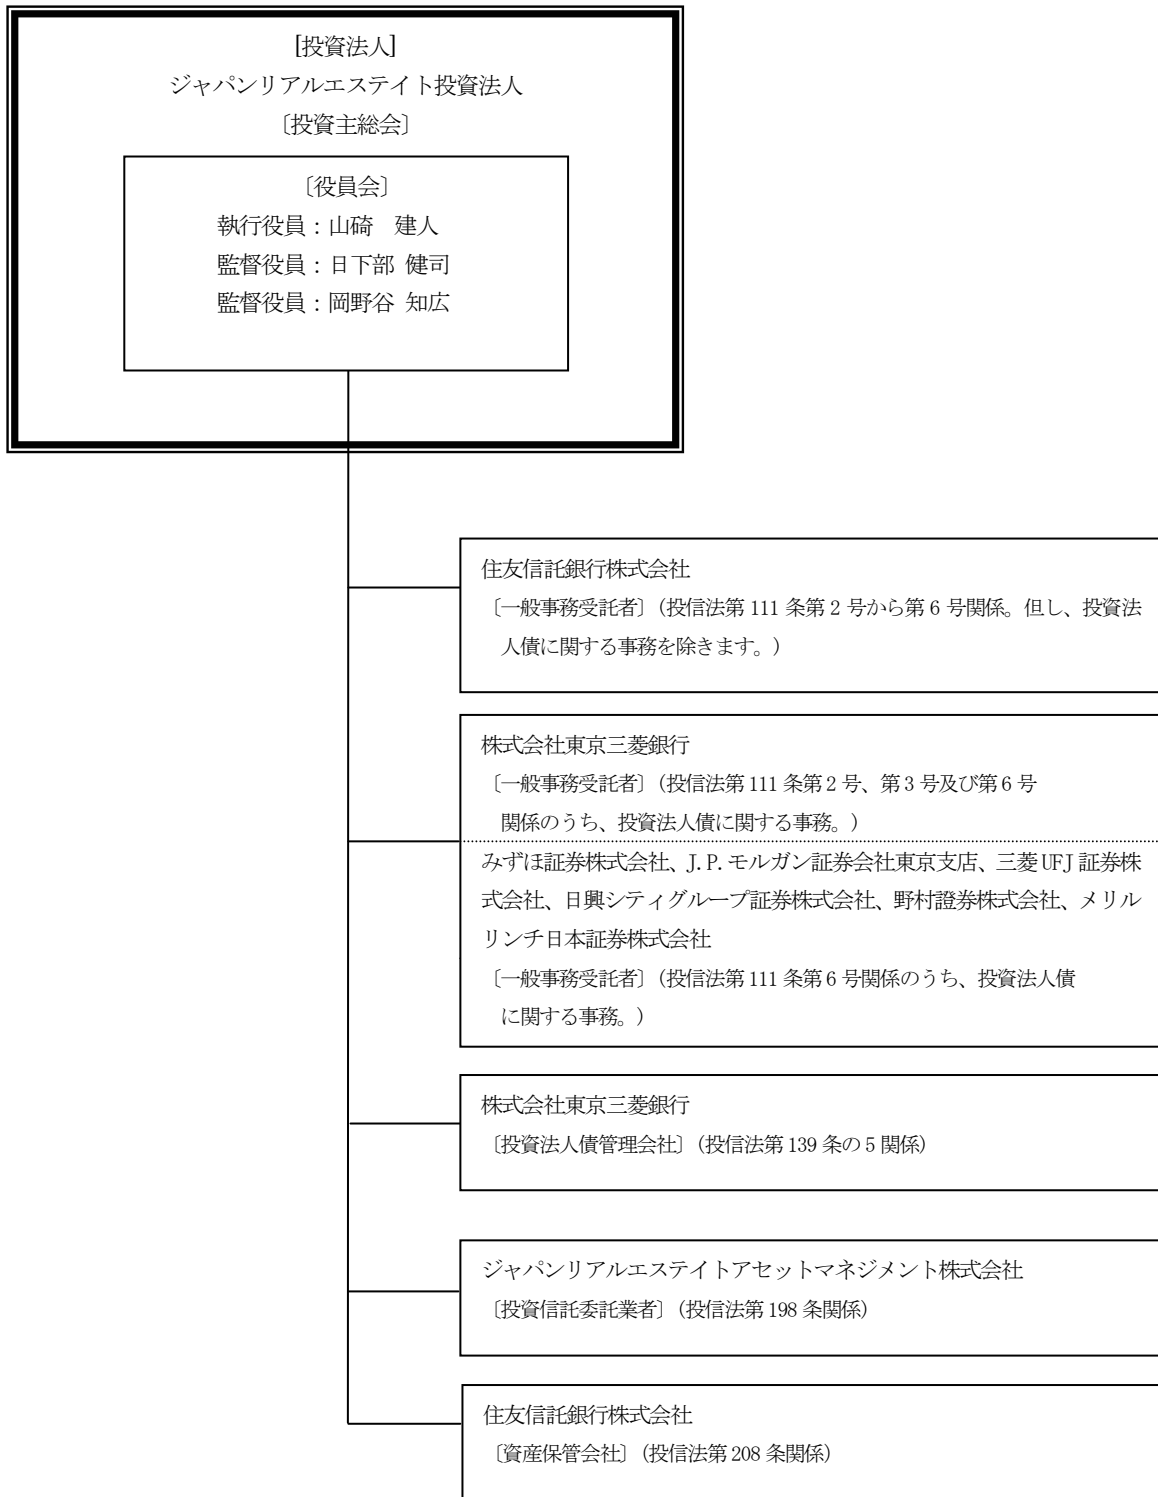 [投資法人]
ジャパンリアルエステイト投資法人
〔投資主総会〕
〔役員会〕
執行役員：山碕　建人
監督役員：日下部 健司
監督役員：岡野谷 知広
住友信託銀行株式会社
〔一般事務受託者〕（投信法第 111 条第 2 号から第 6 号関係。但し、投資法
人債に関する事務を除きます。）
株式会社東京三菱銀行
〔一般事務受託者〕（投信法第 111 条第 2 号、第 3 号及び第 6 号
関係のうち、投資法人債に関する事務。）
みずほ証券株式会社、J.P.モルガン証券会社東京支店、三菱 UFJ 証券株
式会社、日興シティグループ証券株式会社、野村證券株式会社、メリル
リンチ日本証券株式会社
〔一般事務受託者〕（投信法第 111 条第 6 号関係のうち、投資法人債
に関する事務。）
株式会社東京三菱銀行
〔投資法人債管理会社〕（投信法第 139 条の 5 関係）
ジャパンリアルエステイトアセットマネジメント株式会社
〔投資信託委託業者〕（投信法第 198 条関係）
住友信託銀行株式会社
〔資産保管会社〕（投信法第 208 条関係）